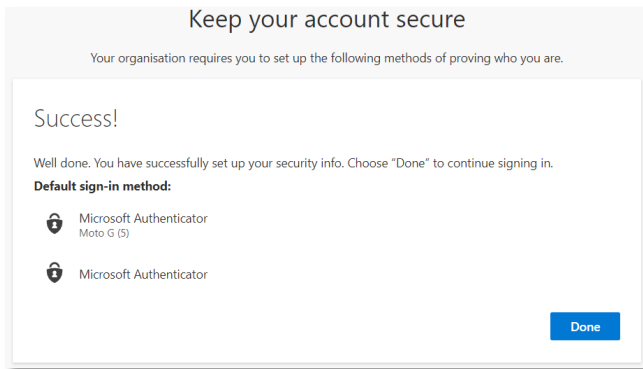 Keep your account secure
Your organisation requires you to set up the following methods of proving who you are.
Success!
Well done. You have successfully set up your security info. Choose “Done” to continue signing in.
Default sign-in method:
Microsoft Authenticator
Moto G (5)
Microsoft Authenticator
Done